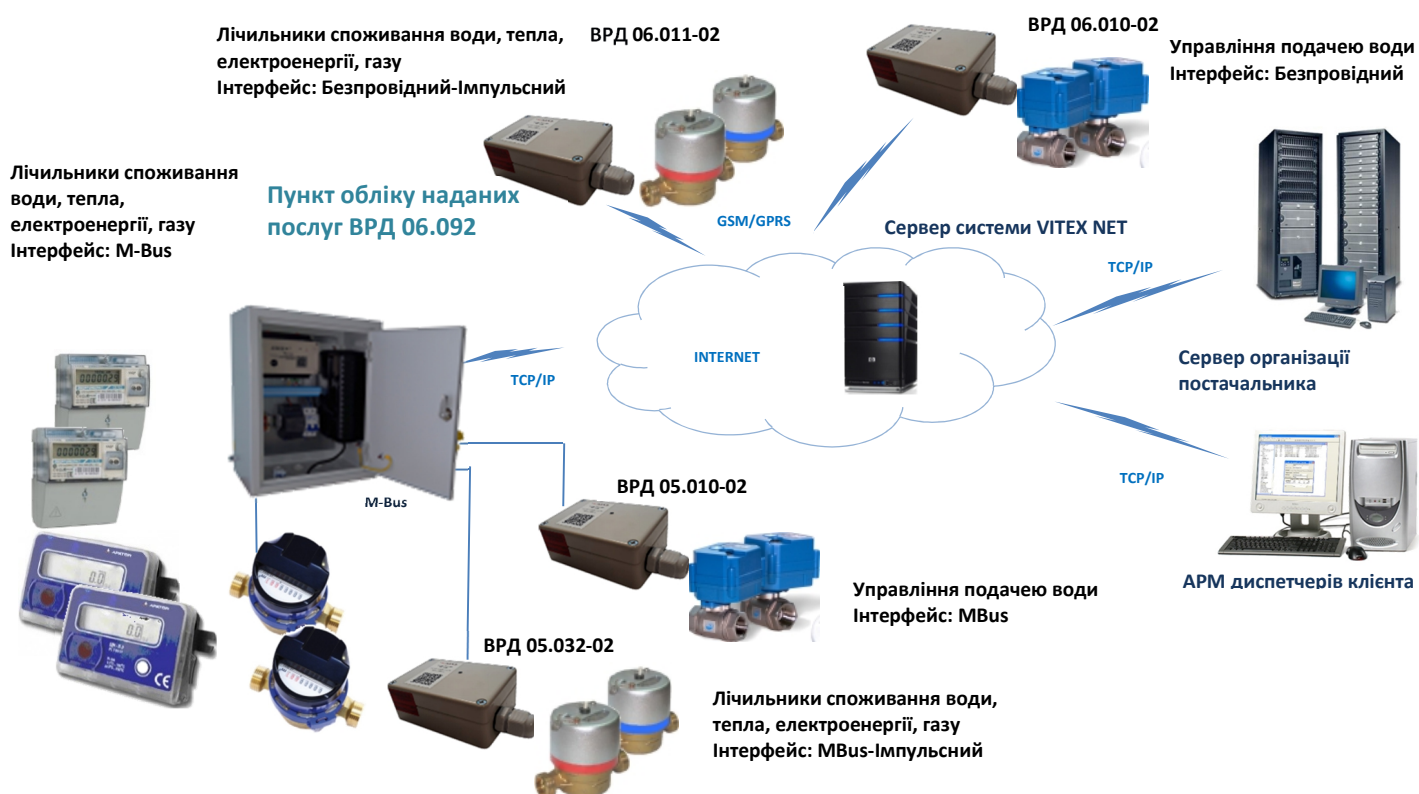 Лічильники споживання води, тепла,
електроенергії, газу
Інтерфейс: Безпровідний-Імпульсний
ВРД 06.011-02
ВРД 06.010-02
Управління подачею води
Інтерфейс: Безпровідний
Лічильники споживання
води, тепла,
електроенергії, газу
Інтерфейс: M-Bus
Пункт обліку наданих
послуг ВРД 06.092
GSM/GPRS
Сервер системи VITEX NET
TCP/IP
INTERNET
TCP/IP
Сервер організації
постачальника
TCP/IP
АРМ диспетчерів клієнта
M-Bus
ВРД 05.010-02
Управління подачею води
Інтерфейс: MBus
ВРД 05.032-02
Лічильники споживання води,
тепла, електроенергії, газу
Інтерфейс: MBus-Імпульсний